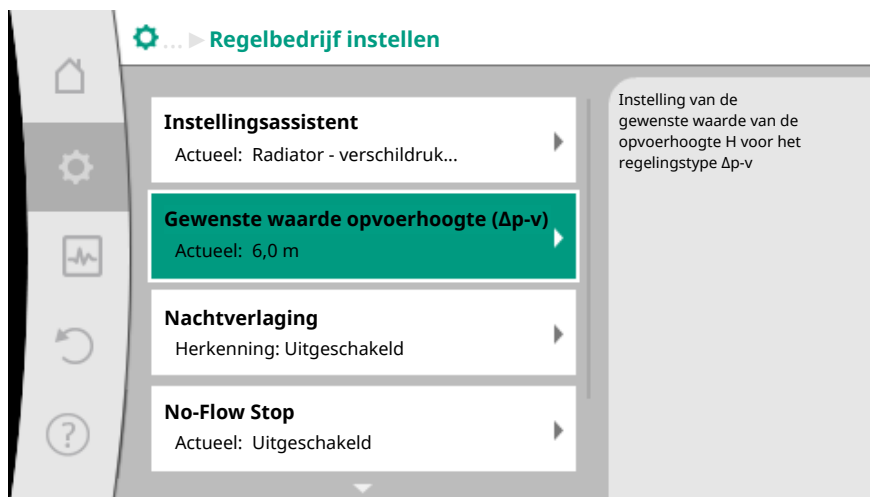 ... ▶ Regelbedrijf instellen
Instellingsassistent
Actueel: Radiator - verschildruk...
Gewenste waarde opvoerhoogte (Δp-v)
Actueel: 6,0 m
Nachtverlaging
Herkenning: Uitgeschakeld
No-Flow Stop
Actueel: Uitgeschakeld
Instelling van de
gewenste waarde van de
opvoerhoogte H voor het
regelingstype Δp-v
?